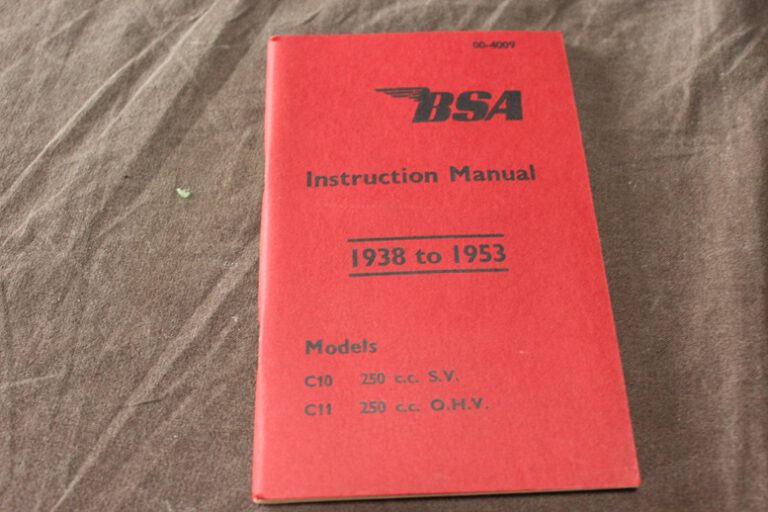 00-4009
BSA
Instruction Manual
1938 to 1953
Models
C10 250 c.c. S.V.
C11 250 c.c. O.H.V.